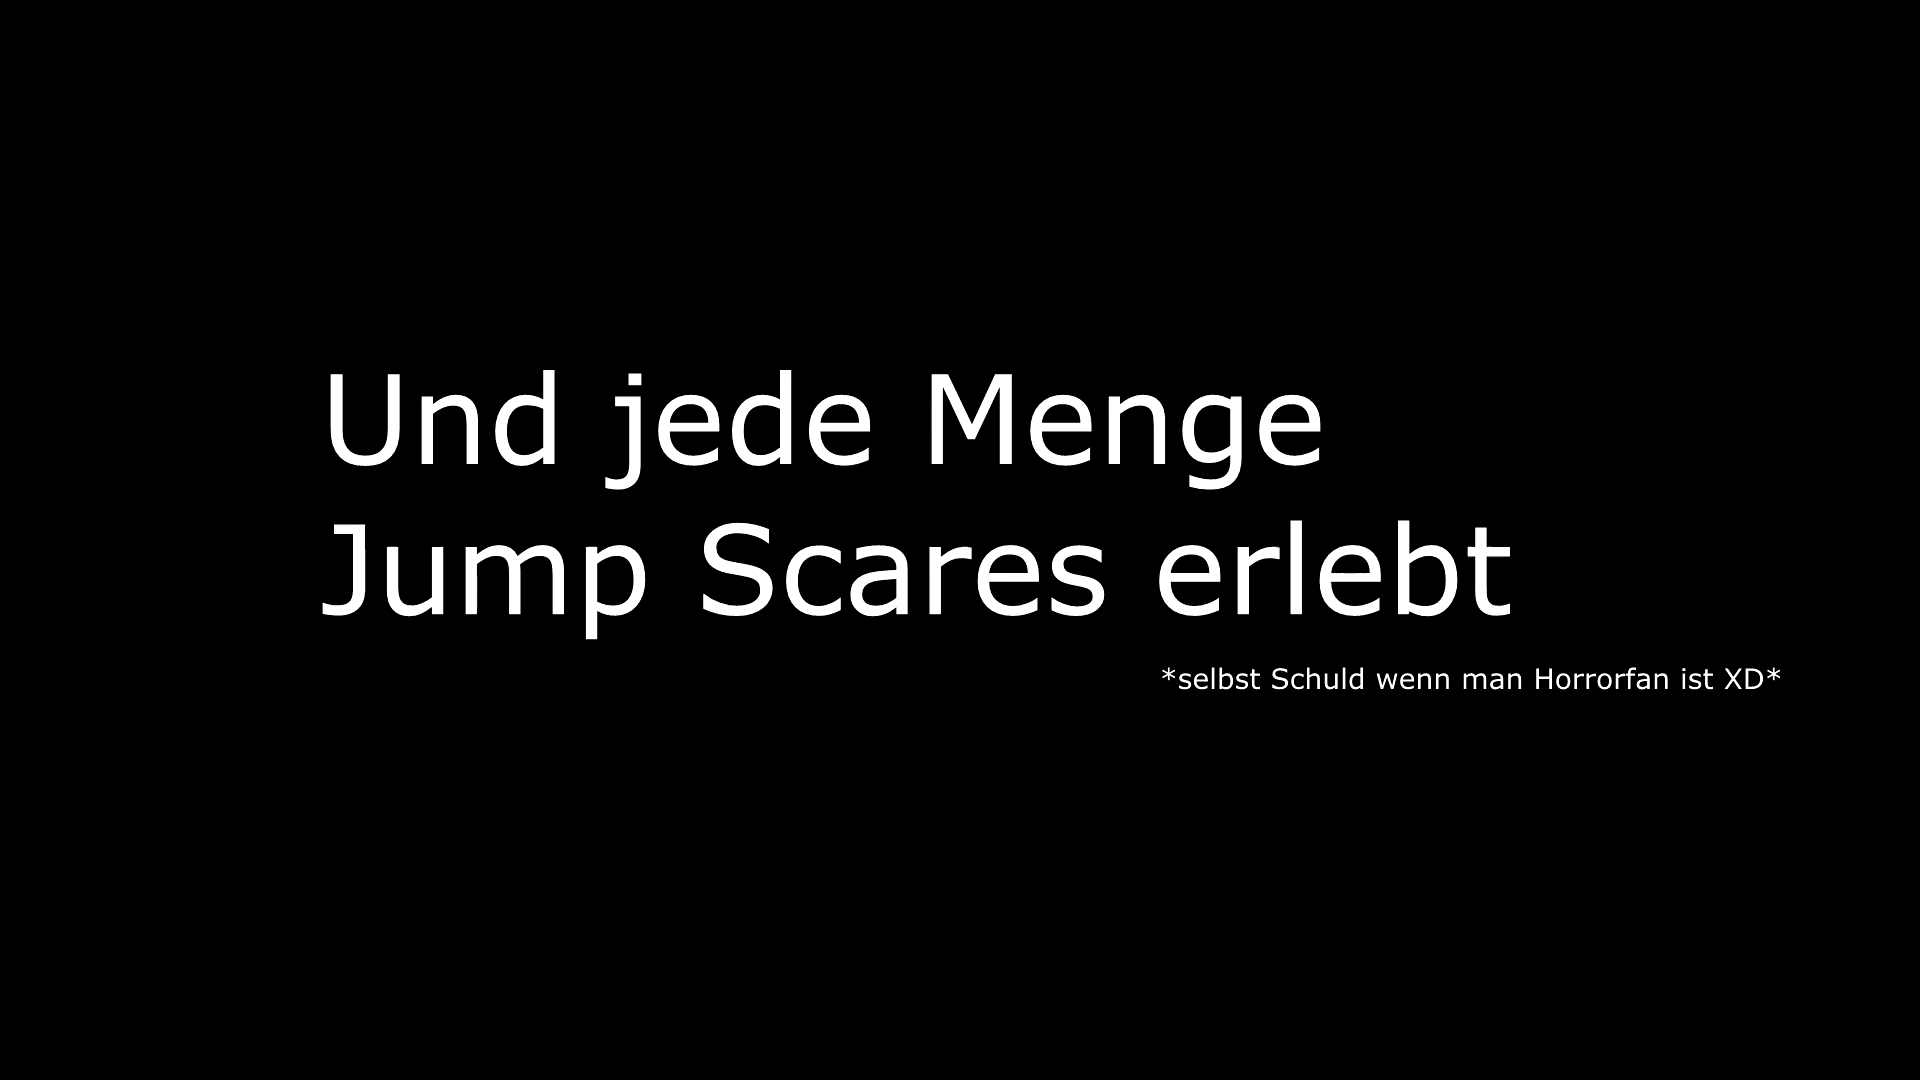 Und jede Menge
Jump Scares erlebt
*selbst Schuld wenn man Horrorfan ist XD*